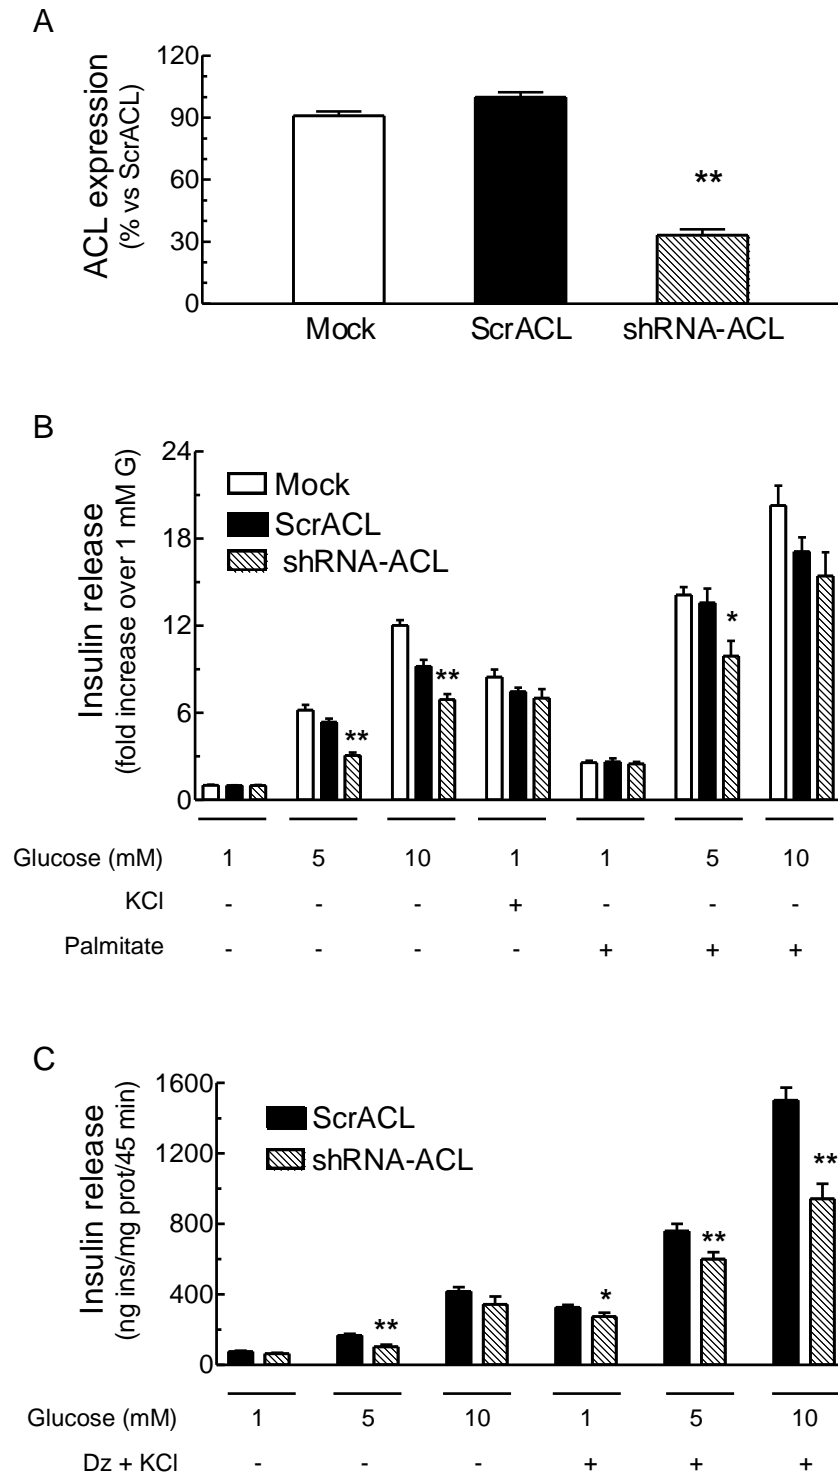 A
ACL expression
(% vs ScrACL)
120
90
60
30
0
**
Mock ScrACL shRNA-ACL
B
Insulin release
(fold increase over 1 mM G)
24
18
12
6
0
Mock
ScrACL
shRNA-ACL
** ** *
Glucose (mM) 1 5 10 1 1 5 10
KCl - - - + - - -
Palmitate - - - - + + +
C
Insulin release
(ng ins/mg prot/45 min)
1600
1200
800
400
0
ScrACL
shRNA-ACL
** * ** **
Glucose (mM) 1 5 10 1 5 10
Dz + KCl - - - + + +